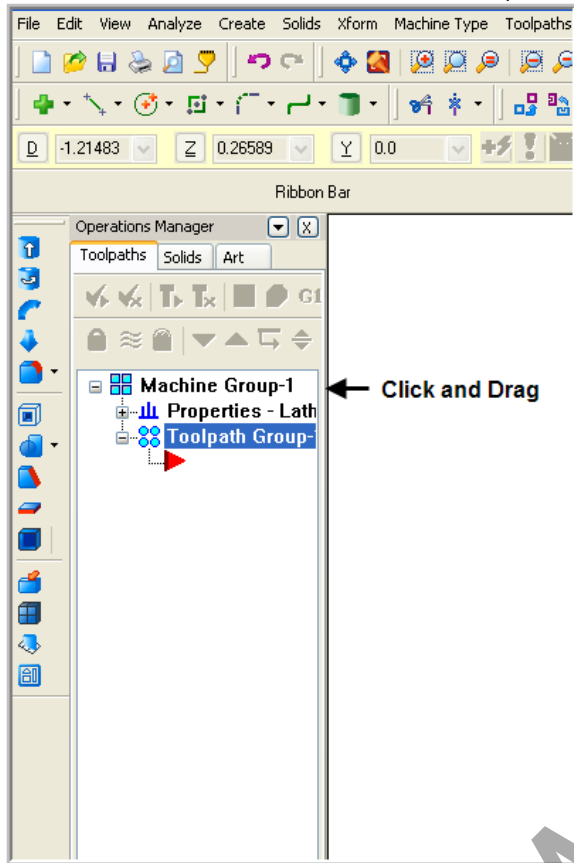 File Edit View Analyze Create Solids Xform Machine Type Toolpaths
D -1.21483 Z 0.26589 Y 0.0
Ribbon Bar
Operations Manager X
Toolpaths Solids Art
G1
Machine Group-1
Click and Drag
Properties - Lath
Toolpath Group-